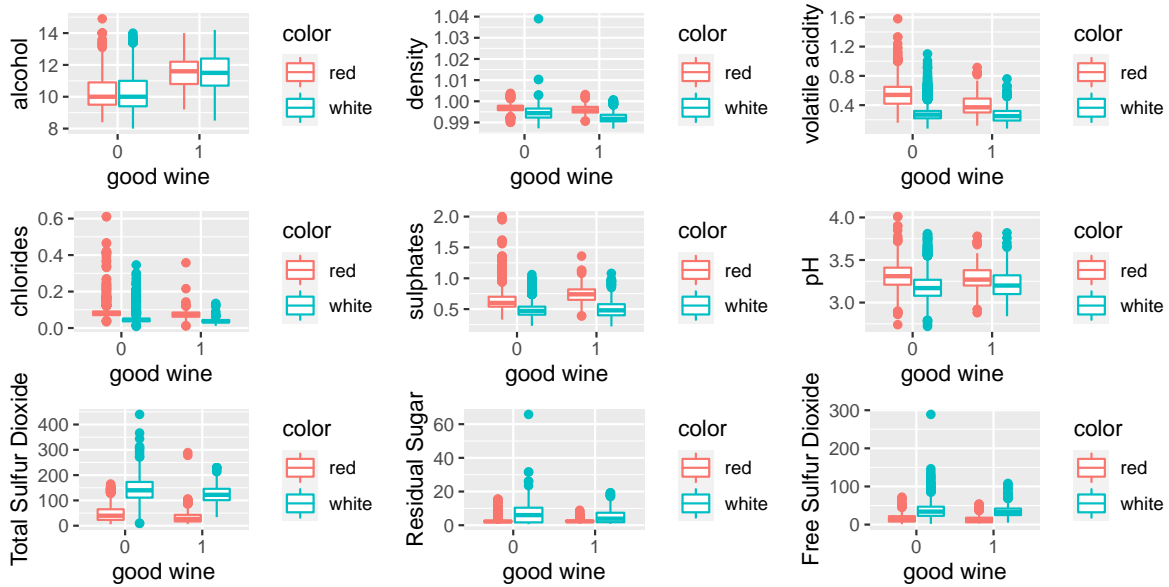 alcohol
14
12
10
8
0 1
good wine
color
red
white
density
1.04
1.03
1.00
0.99
0 1
good wine
color
red
white
volatile acidity
1.6
1.2
0.8
0.4
0 1
good wine
color
red
white
chlorides
0.6
0.4
0.2
0.0
0 1
good wine
color
red
white
sulphates
2.0
1.5
1.0
0.5
0 1
good wine
color
red
white
pH
4.0
3.5
3.0
0 1
good wine
color
red
white
Total Sulfur Dioxide
400
300
200
100
0
0 1
good wine
color
red
white
Residual Sugar
60
40
20
0
0 1
good wine
color
red
white
Free Sulfur Dioxide
300
200
100
0
0 1
good wine
color
red
white